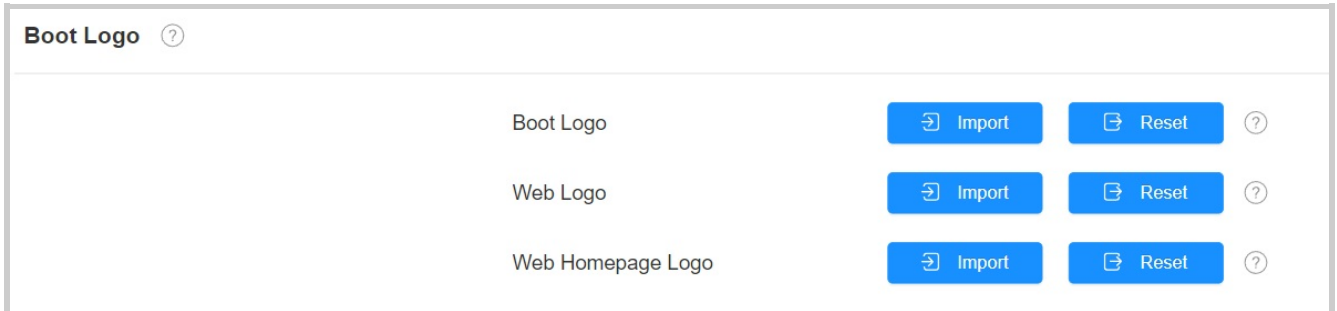 Boot Logo ?
Boot Logo Import Reset ?
Web Logo Import Reset ?
Web Homepage Logo Import Reset ?